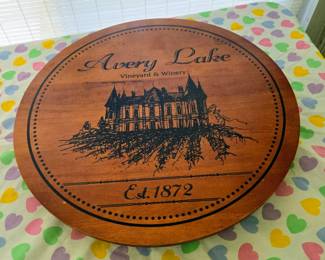 Avery Lake
Vineyard & Winery
Est. 1872